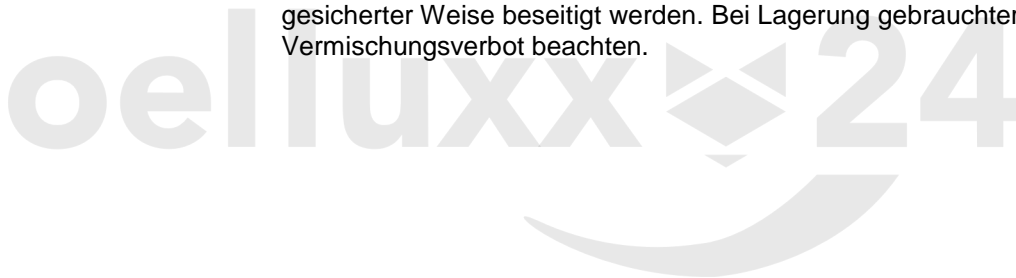 gesicherter Weise beseitigt werden. Bei Lagerung gebrauchter
Vermischungsverbot beachten.
oelluxx 24